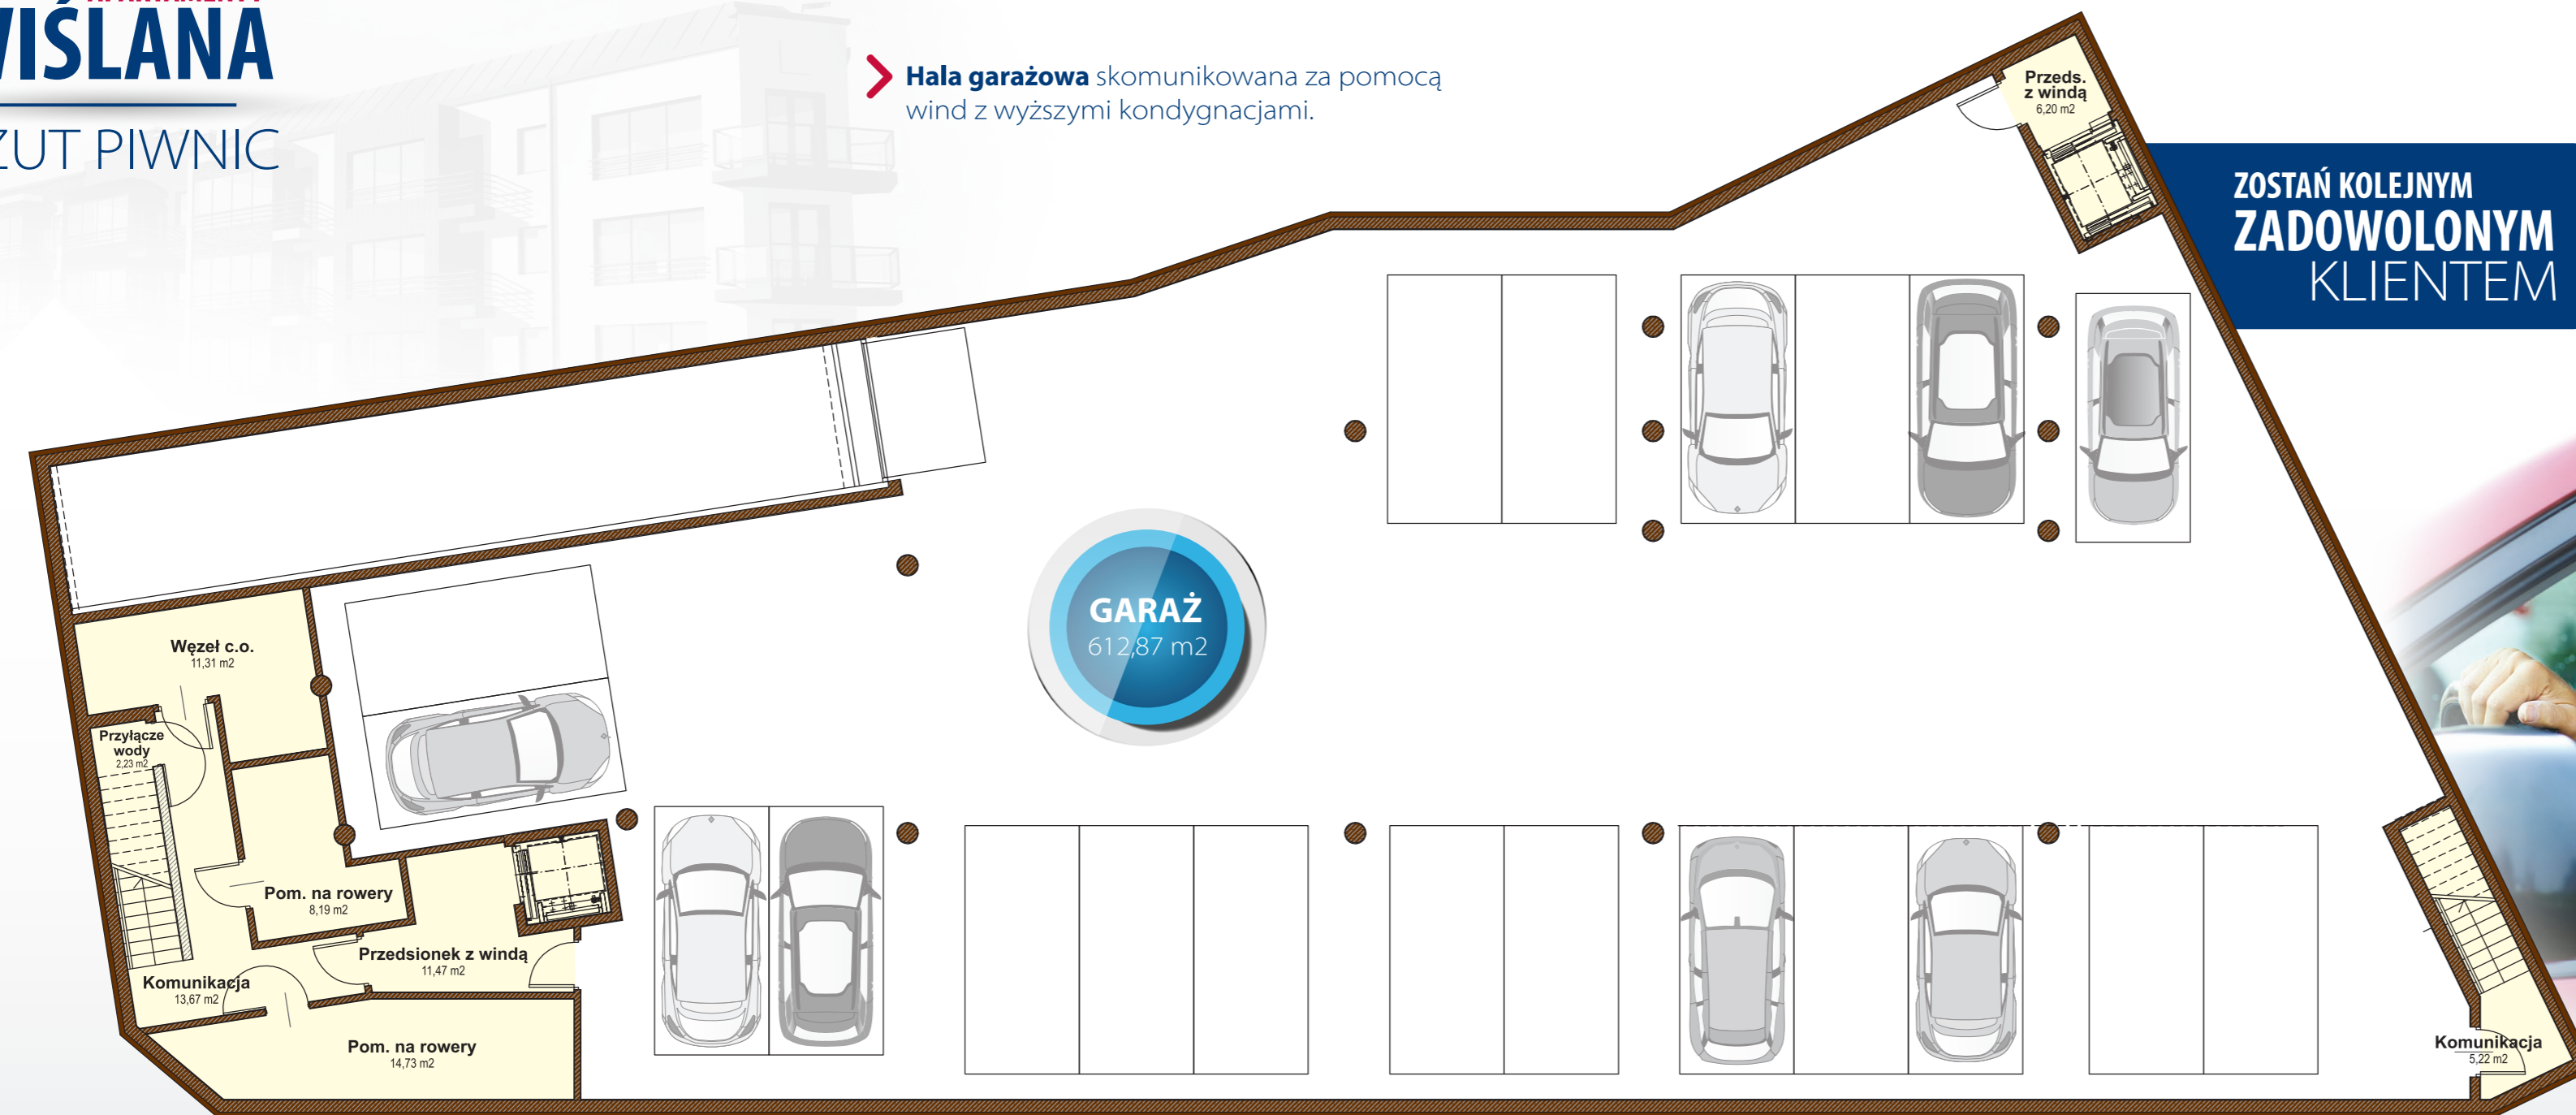 WIŚLANA
ZUT PIWNIC
Hala garażowa skomunikowana za pomocą
wind z wyższymi kondygnacjami.
Przeds.
z windą
6,20 m2
ZOSTAŃ KOLEJNYM
ZADOWOLONYM
KLIENTEM
GARAŻ
612,87 m2
Węzeł c.o.
11,31 m2
Przyłącze
wody
2,23 m2
Pom. na rowery
8,19 m2
Przedsionek z windą
11,47 m2
Komunikacja
13,67 m2
Pom. na rowery
14,73 m2
Komunikacja
5,22 m2